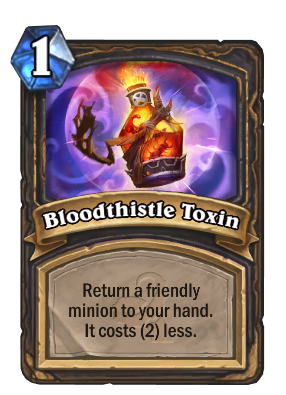 1
Bloodthistle Toxin
Return a friendly
minion to your hand.
It costs (2) less.